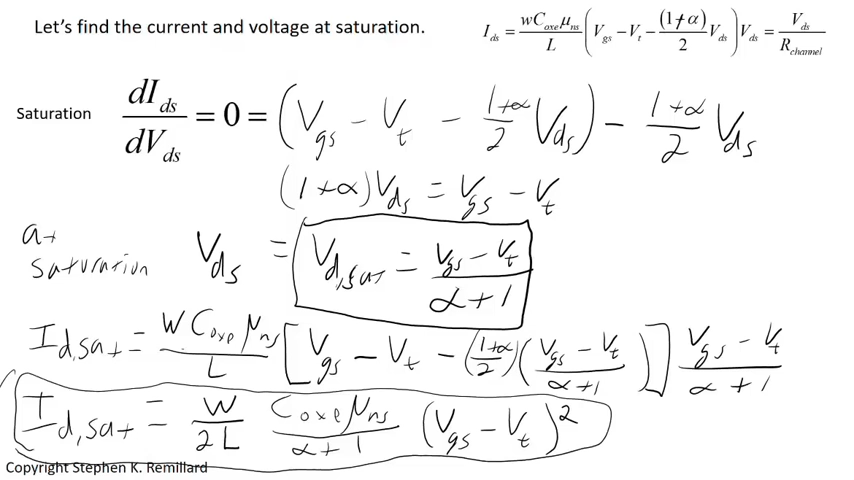 Let's find the current and voltage at saturation.
I_ds = (wC_oxe μ_ns / L) (V_gs − V_t − ((1+α)/2) V_ds) V_ds = V_ds / R_channel
Saturation dI_ds/dV_ds = 0 = (V_gs − V_t − (1+α)/2 V_ds) − (1+α)/2 V_ds
(1+α)V_ds = V_gs − V_t
at saturation V_ds = V_d,sat = (V_gs − V_t)/(α+1)
I_d,sat = (W C_oxe μ_ns / L) [V_gs − V_t − ((1+α)/2)((V_gs − V_t)/(α+1))] (V_gs − V_t)/(α+1)
I_d,sat = (W/2L) (C_oxe μ_ns/(α+1)) (V_gs − V_t)^2
Copyright Stephen K. Remillard